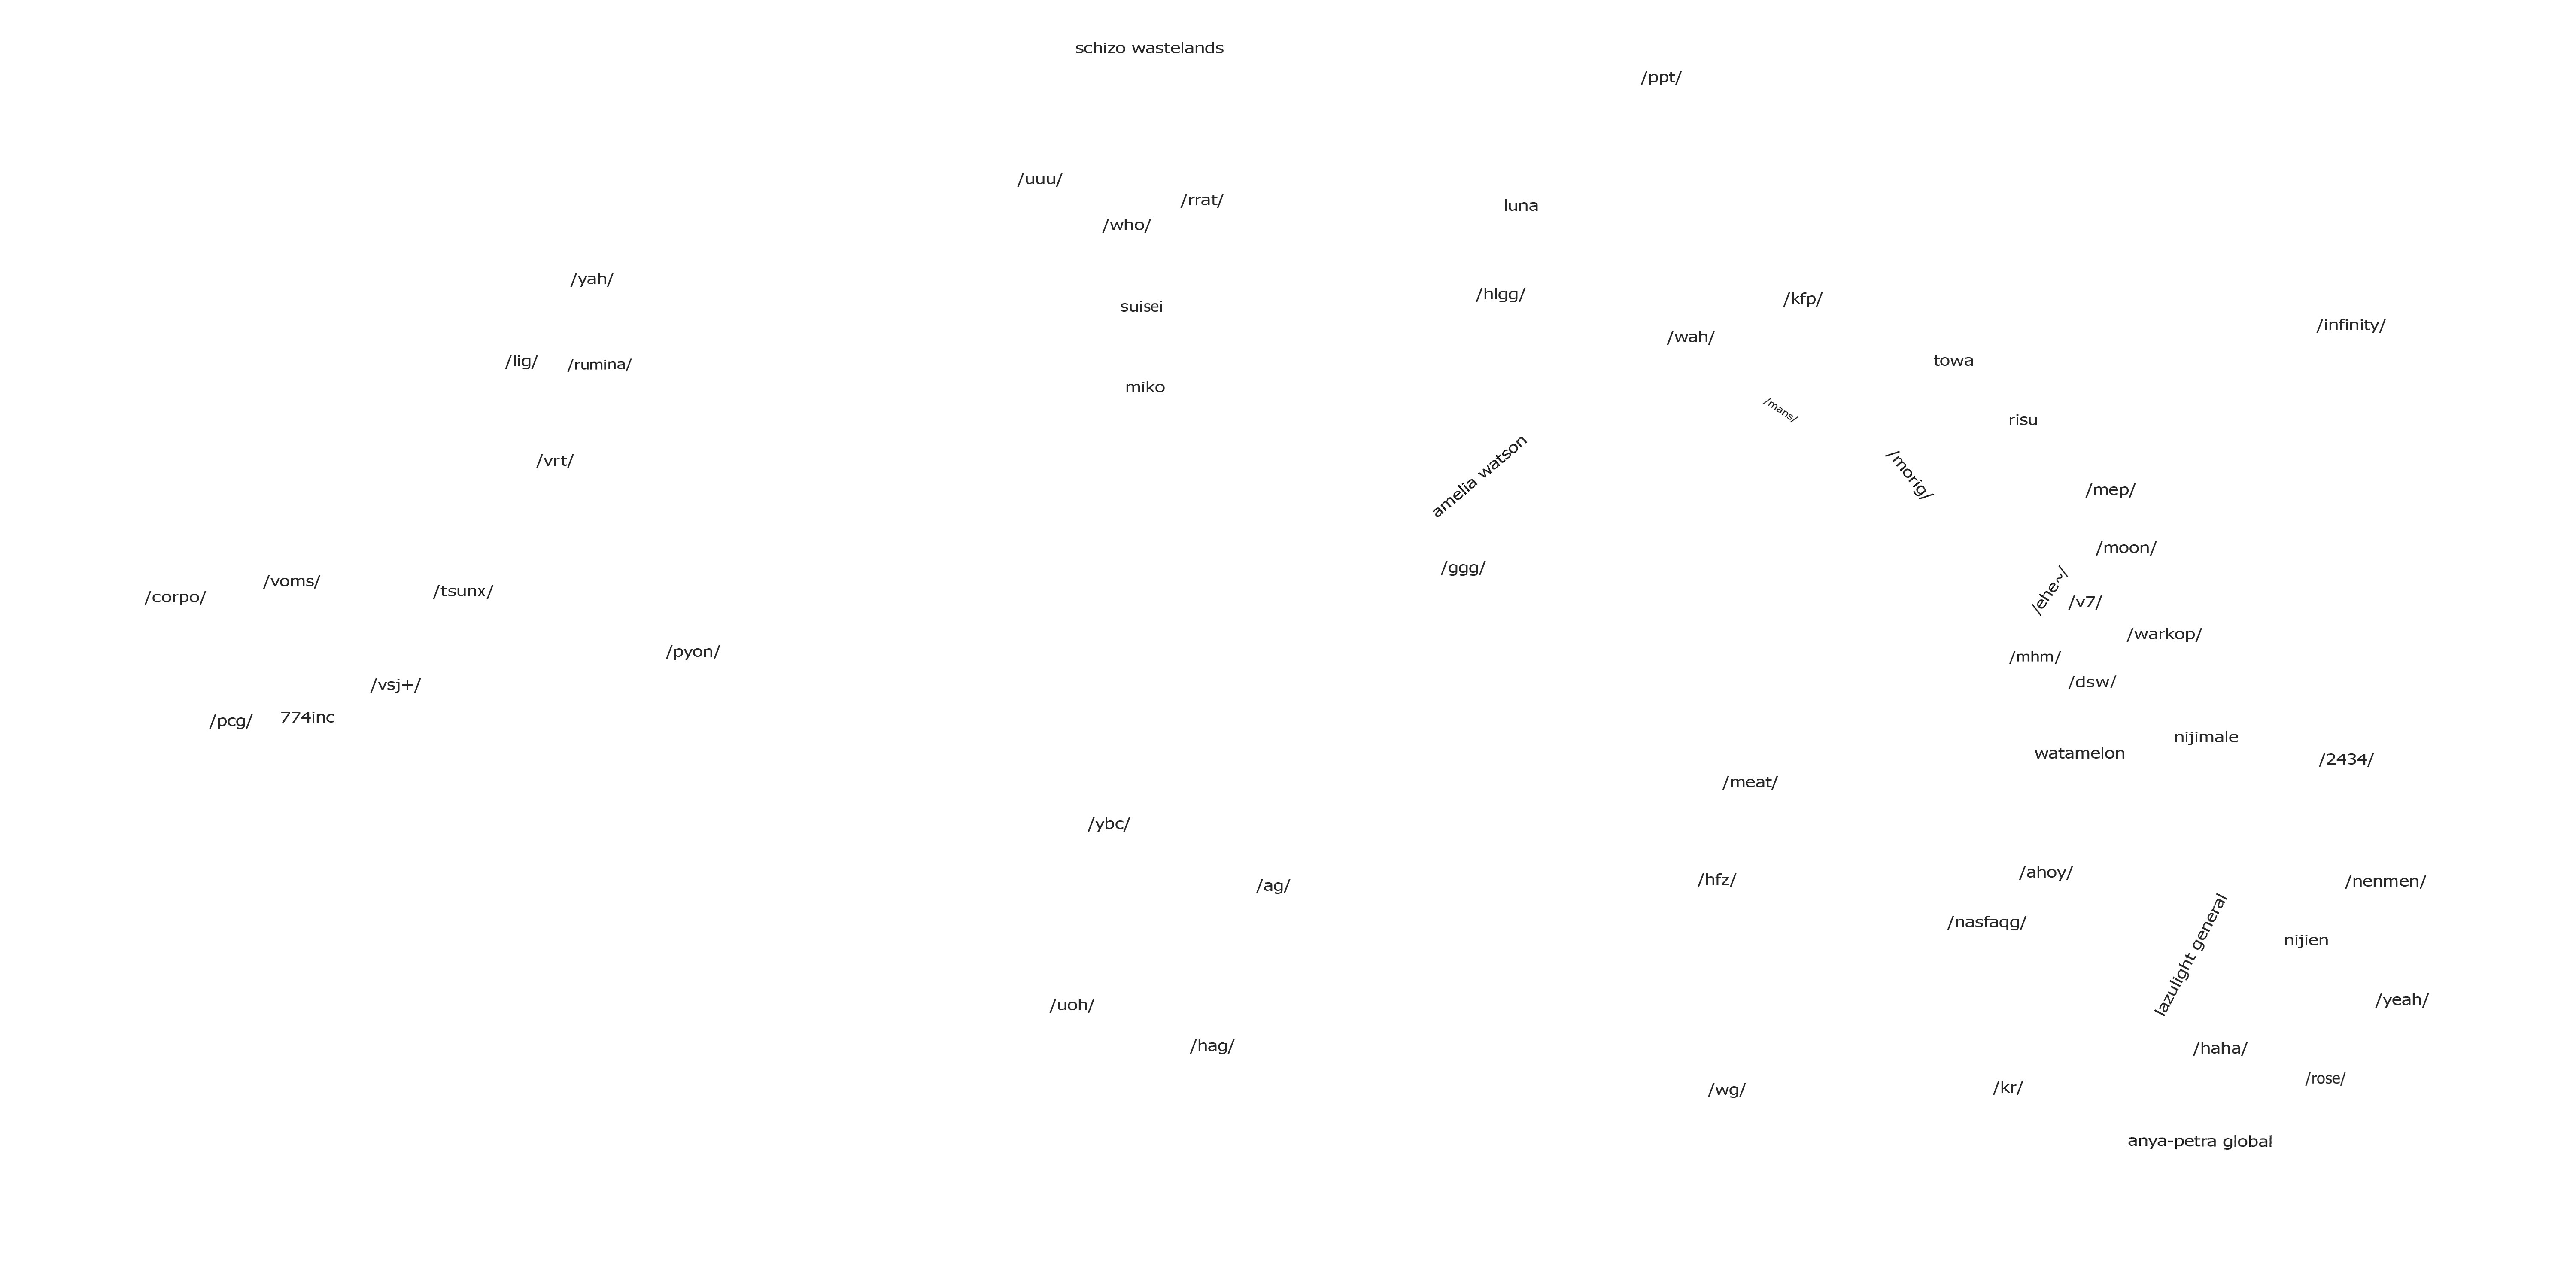 schizo wastelands
/ppt/
/uuu/
/rrat/
luna
/who/
/yah/
/hlgg/
/kfp/
suisei
/infinity/
/wah/
/lig/
/rumina/
towa
miko
/mans/
risu
/vrt/
amelia watson
/morig/
/mep/
/moon/
/ggg/
/voms/
/corpo/
/tsunx/
/ehe~/
/v7/
/warkop/
/pyon/
/mhm/
/vsj+/
/dsw/
/pcg/
774inc
nijimale
watamelon
/2434/
/meat/
/ybc/
/ag/
/hfz/
/ahoy/
/nenmen/
/nasfaqg/
lazulight general
nijien
/uoh/
/yeah/
/hag/
/haha/
/rose/
/wg/
/kr/
anya-petra global